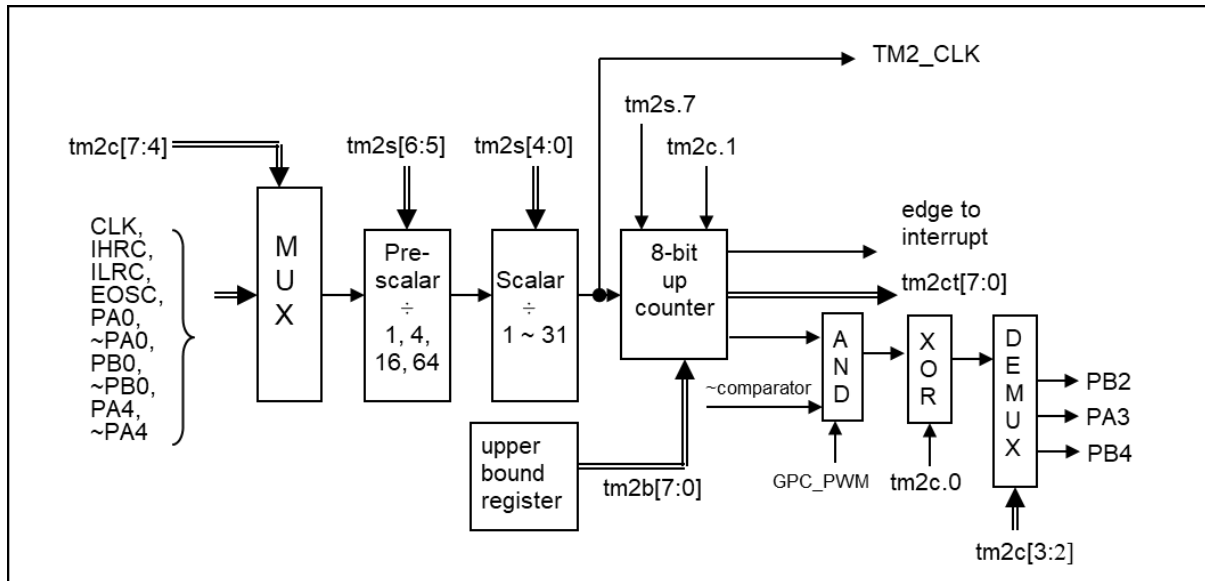 TM2_CLK
tm2s.7
tm2c[7:4]
tm2s[6:5]
tm2s[4:0]
tm2c.1
CLK,
IHRC,
ILRC,
EOSC,
PA0,
~PA0,
PB0,
~PB0,
PA4,
~PA4
M
U
X
Pre-
scalar
÷
1, 4,
16, 64
Scalar
÷
1 ~ 31
8-bit
up
counter
edge to
interrupt
tm2ct[7:0]
upper
bound
register
tm2b[7:0]
~comparator
A
N
D
GPC_PWM
X
O
R
tm2c.0
D
E
M
U
X
PB2
PA3
PB4
tm2c[3:2]